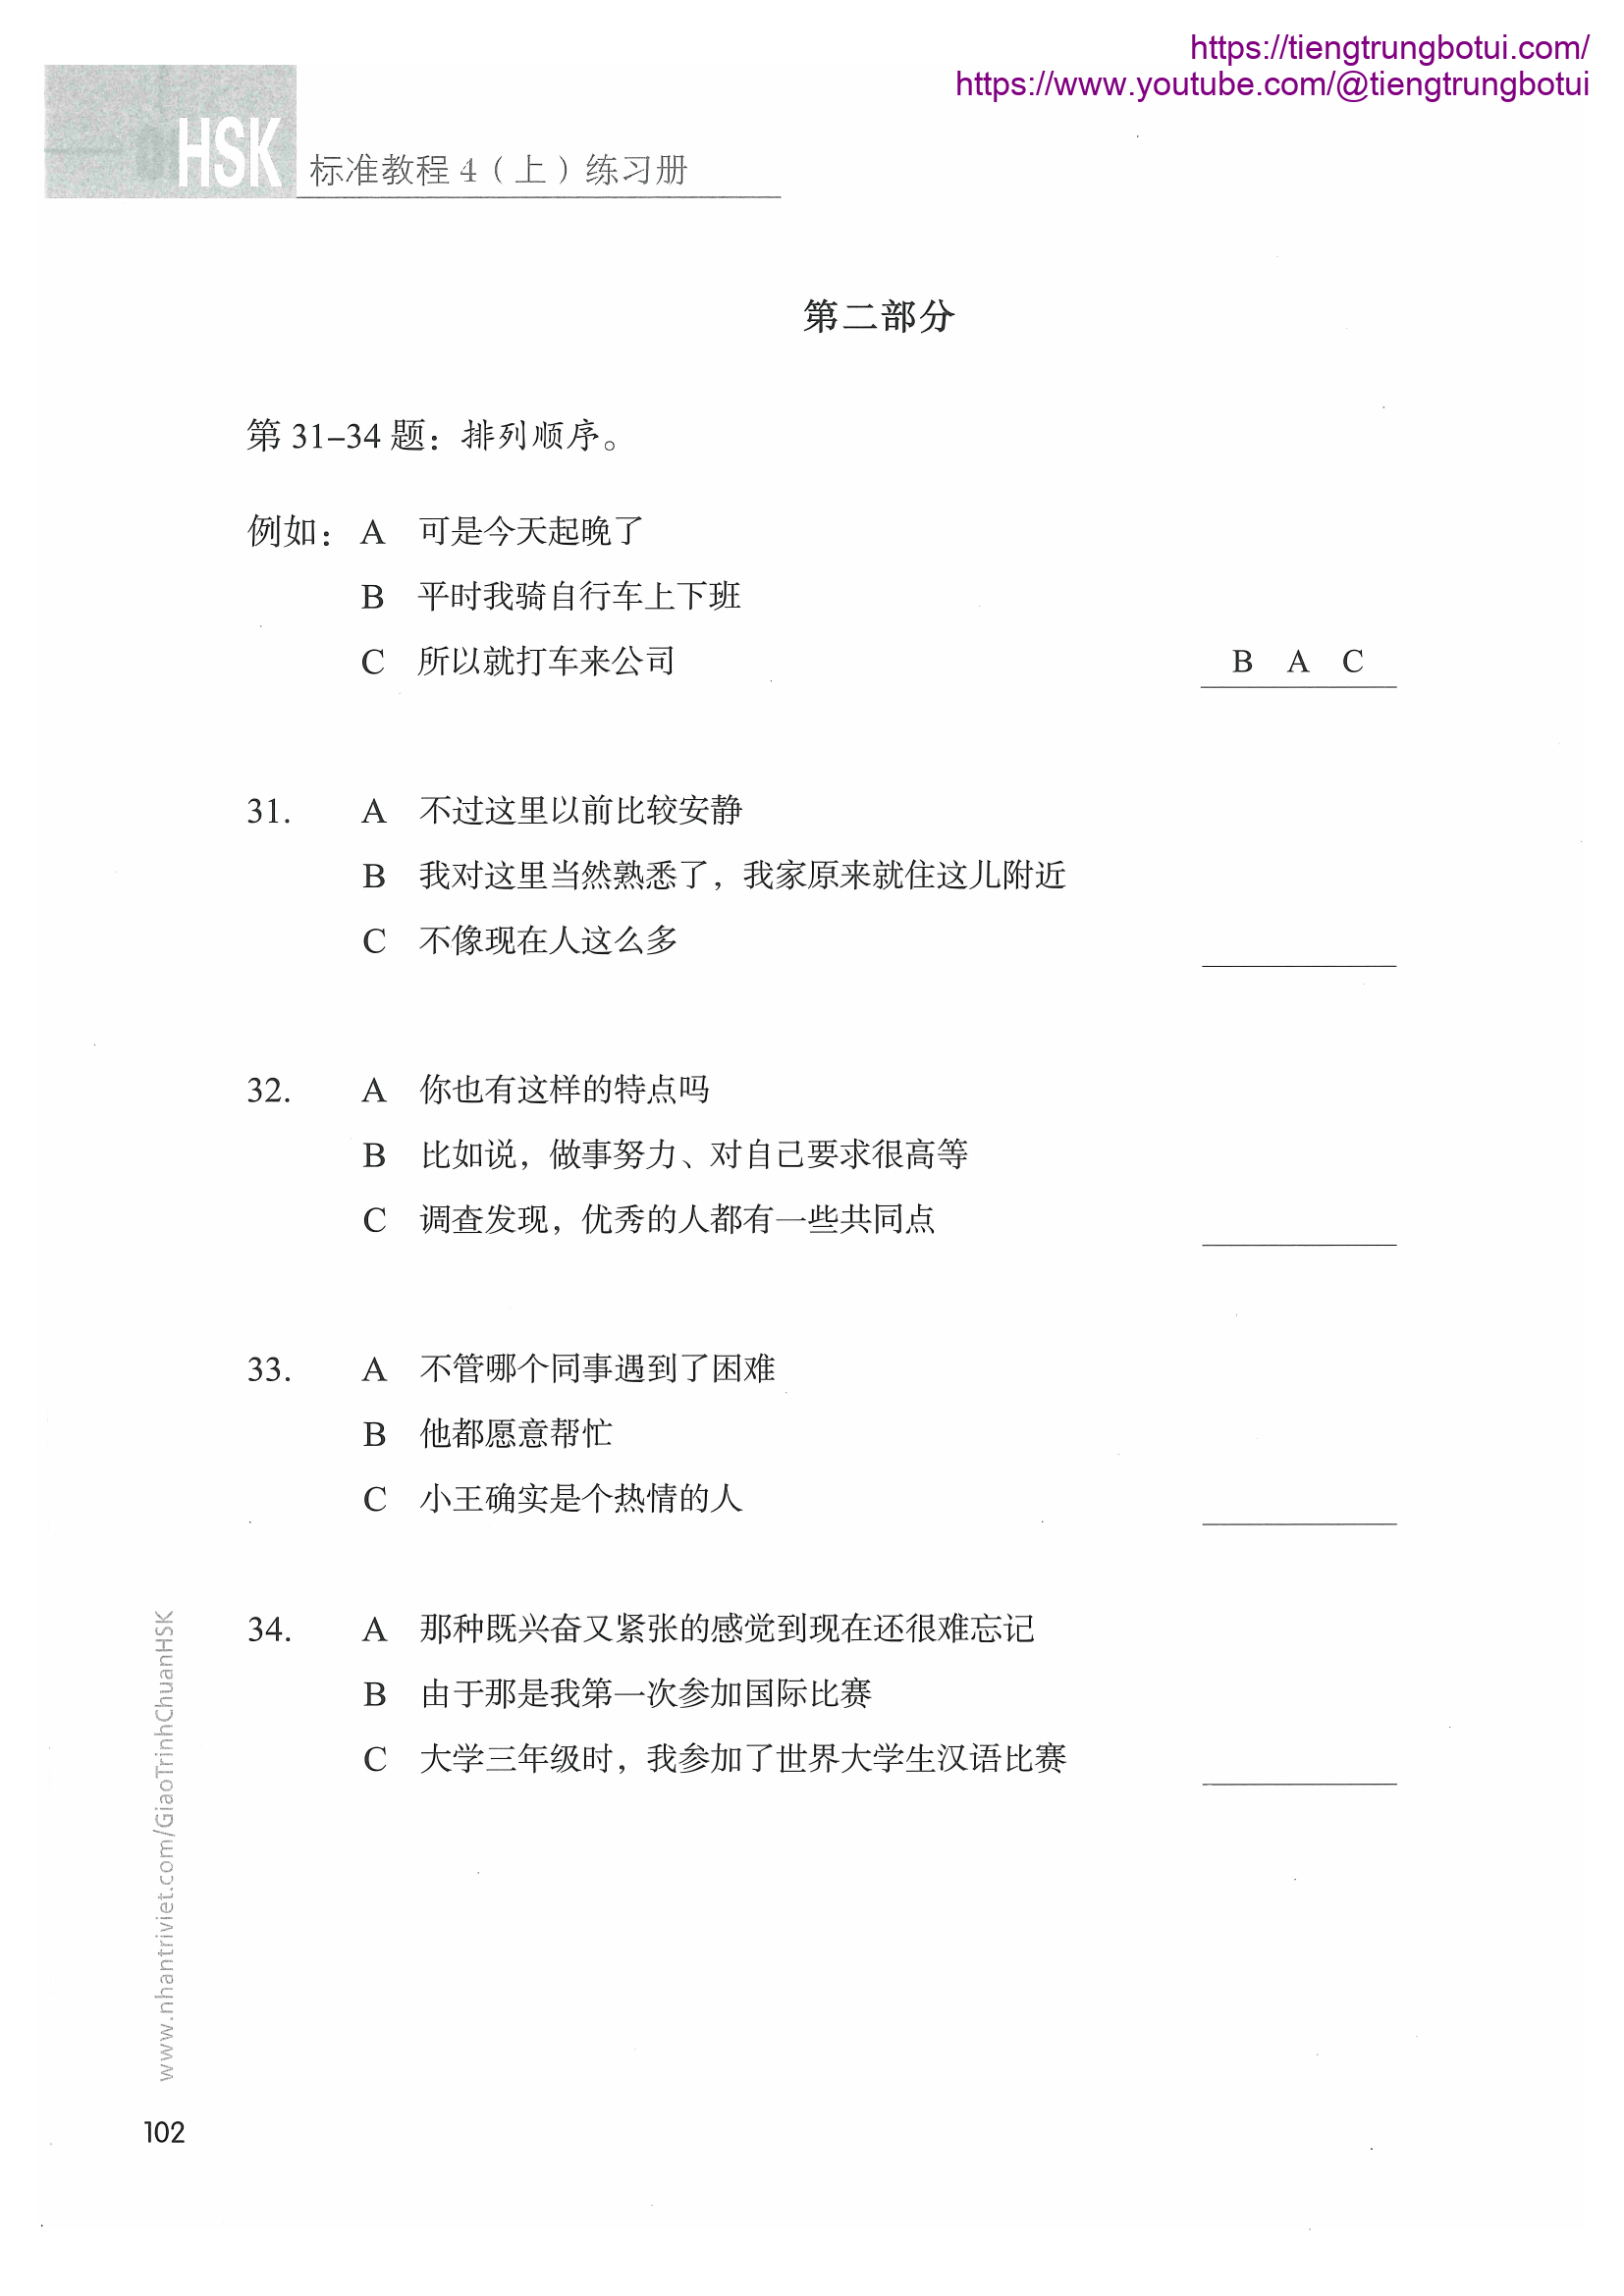 https://tiengtrungbotui.com/
https://www.youtube.com/@tiengtrungbotui
HSK 标准教程 4（上）练习册
第二部分
第 31–34 题：排列顺序。
例如： A 可是今天起晚了
B 平时我骑自行车上下班
C 所以就打车来公司 B A C
31. A 不过这里以前比较安静
B 我对这里当然熟悉了，我家原来就住这儿附近
C 不像现在人这么多
32. A 你也有这样的特点吗
B 比如说，做事努力、对自己要求很高等
C 调查发现，优秀的人都有一些共同点
33. A 不管哪个同事遇到了困难
B 他都愿意帮忙
C 小王确实是个热情的人
34. A 那种既兴奋又紧张的感觉到现在还很难忘记
B 由于那是我第一次参加国际比赛
C 大学三年级时，我参加了世界大学生汉语比赛
www.nhantriviet.com/GiaoTrinhChuanHSK
102